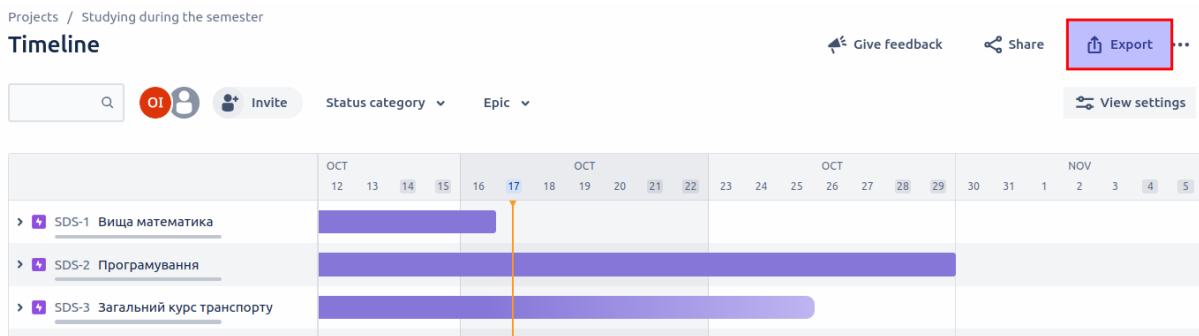 Projects / Studying during the semester
Timeline
Give feedback Share Export
OI Invite Status category Epic View settings
OCT OCT OCT NOV
12 13 14 15 16 17 18 19 20 21 22 23 24 25 26 27 28 29 30 31 1 2 3 4 5
SDS-1 Вища математика
SDS-2 Програмування
SDS-3 Загальний курс транспорту